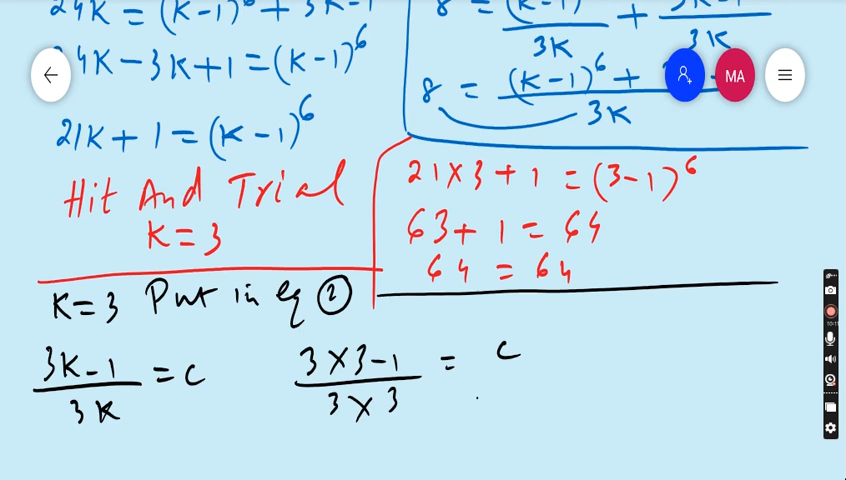 24K = (K-1)⁶ + 3K-1
24K - 3K + 1 = (K-1)⁶
21K + 1 = (K-1)⁶
Hit And Trial
K = 3
8 = (K-1)⁶/3K + 3K-1/3K
8 = (K-1)⁶ + /3K
MA
21 × 3 + 1 = (3-1)⁶
63 + 1 = 64
64 = 64
K = 3 Put in eq ②
3K-1/3K = C
3×3-1/3×3 = C